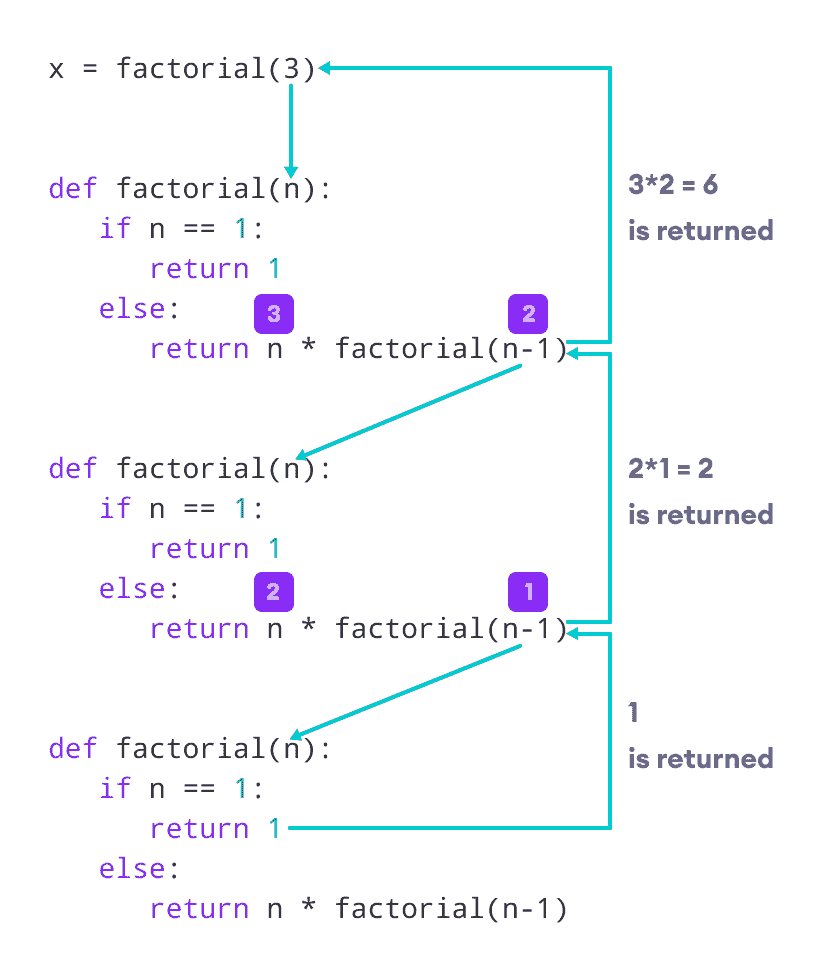 x = factorial(3)
def factorial(n):
3*2 = 6
if n == 1:
is returned
return 1
else:
3 2
return n * factorial(n-1)
def factorial(n):
2*1 = 2
if n == 1:
is returned
return 1
else:
2 1
return n * factorial(n-1)
1
def factorial(n):
is returned
if n == 1:
return 1
else:
return n * factorial(n-1)